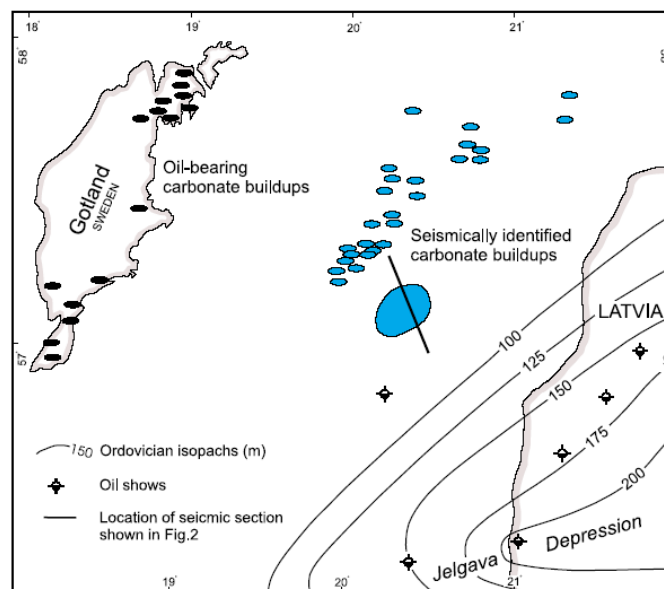 18°
19°
20°
21°
58°
Oil-bearing
carbonate buildups
Gotland
SWEDEN
Seismically identified
carbonate buildups
LATVIA
57°
100
125
150
175
200
150 Ordovician isopachs (m)
Oil shows
Location of seicmic section
shown in Fig.2
Jelgava Depression
19°
20°
21°